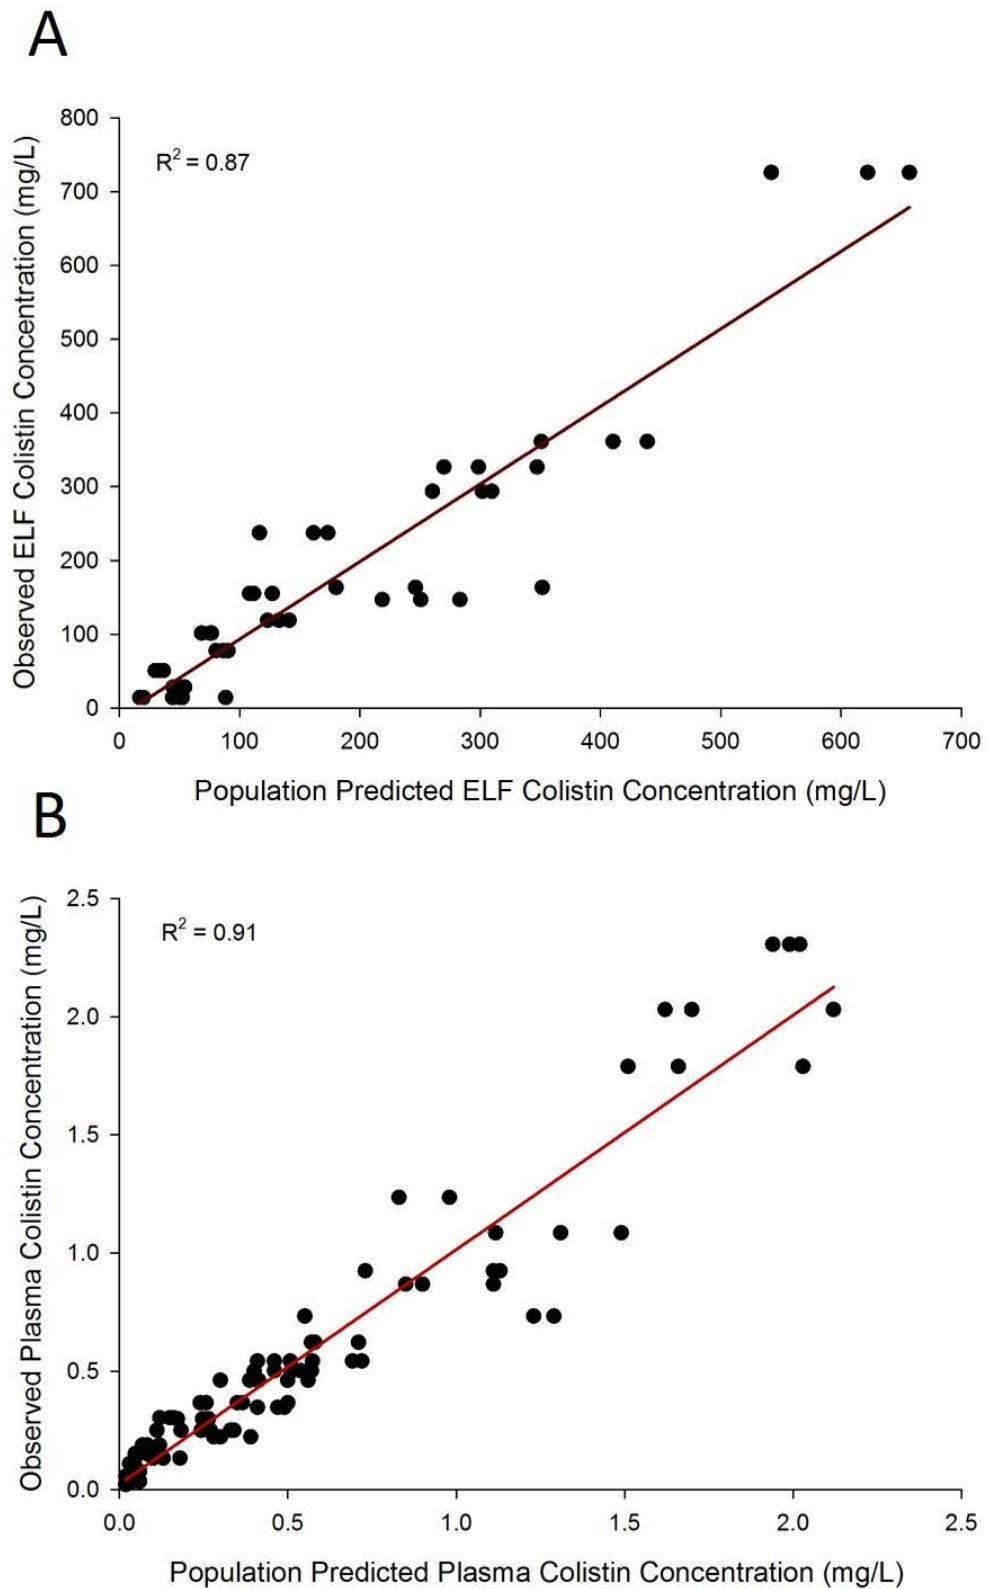 A
Observed ELF Colistin Concentration (mg/L)
800
700
600
500
400
300
200
100
0
R² = 0.87
0 100 200 300 400 500 600 700
Population Predicted ELF Colistin Concentration (mg/L)
B
Observed Plasma Colistin Concentration (mg/L)
2.5
2.0
1.5
1.0
0.5
0.0
R² = 0.91
0.0 0.5 1.0 1.5 2.0 2.5
Population Predicted Plasma Colistin Concentration (mg/L)